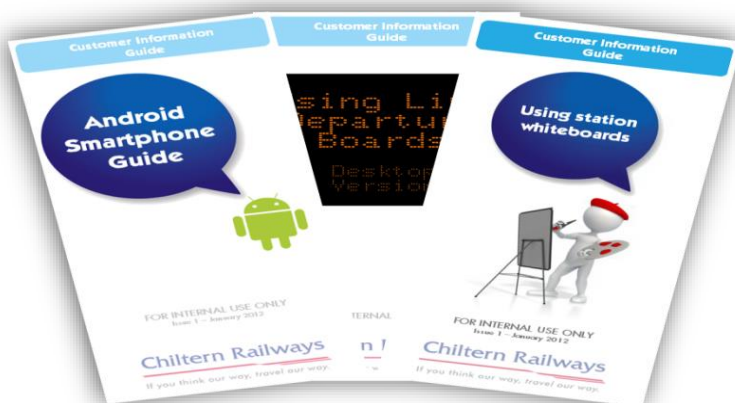 Customer Information
Guide
Android
Smartphone
Guide
FOR INTERNAL USE ONLY
Issue 1 – January 2012
Chiltern Railways
If you think our way, travel our way.
Customer Information
Guide
sing Li
epartu
Boards
Desktop
Version
TERNAL
Customer Information
Guide
Using station
whiteboards
FOR INTERNAL USE ONLY
Issue 1 – January 2012
Chiltern Railways
If you think our way, travel our way.